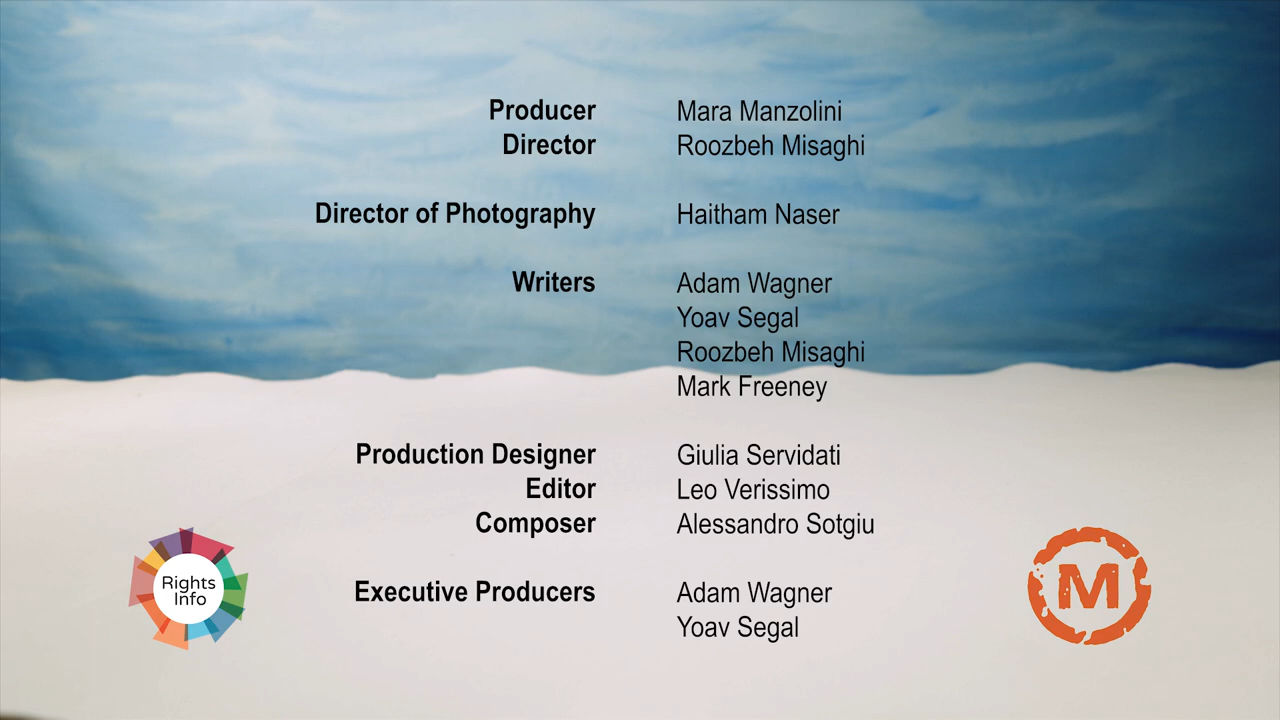 Producer Mara Manzolini
Director Roozbeh Misaghi
Director of Photography Haitham Naser
Writers Adam Wagner
Yoav Segal
Roozbeh Misaghi
Mark Freeney
Production Designer Giulia Servidati
Editor Leo Verissimo
Composer Alessandro Sotgiu
Executive Producers Adam Wagner
Yoav Segal
Rights
Info
M